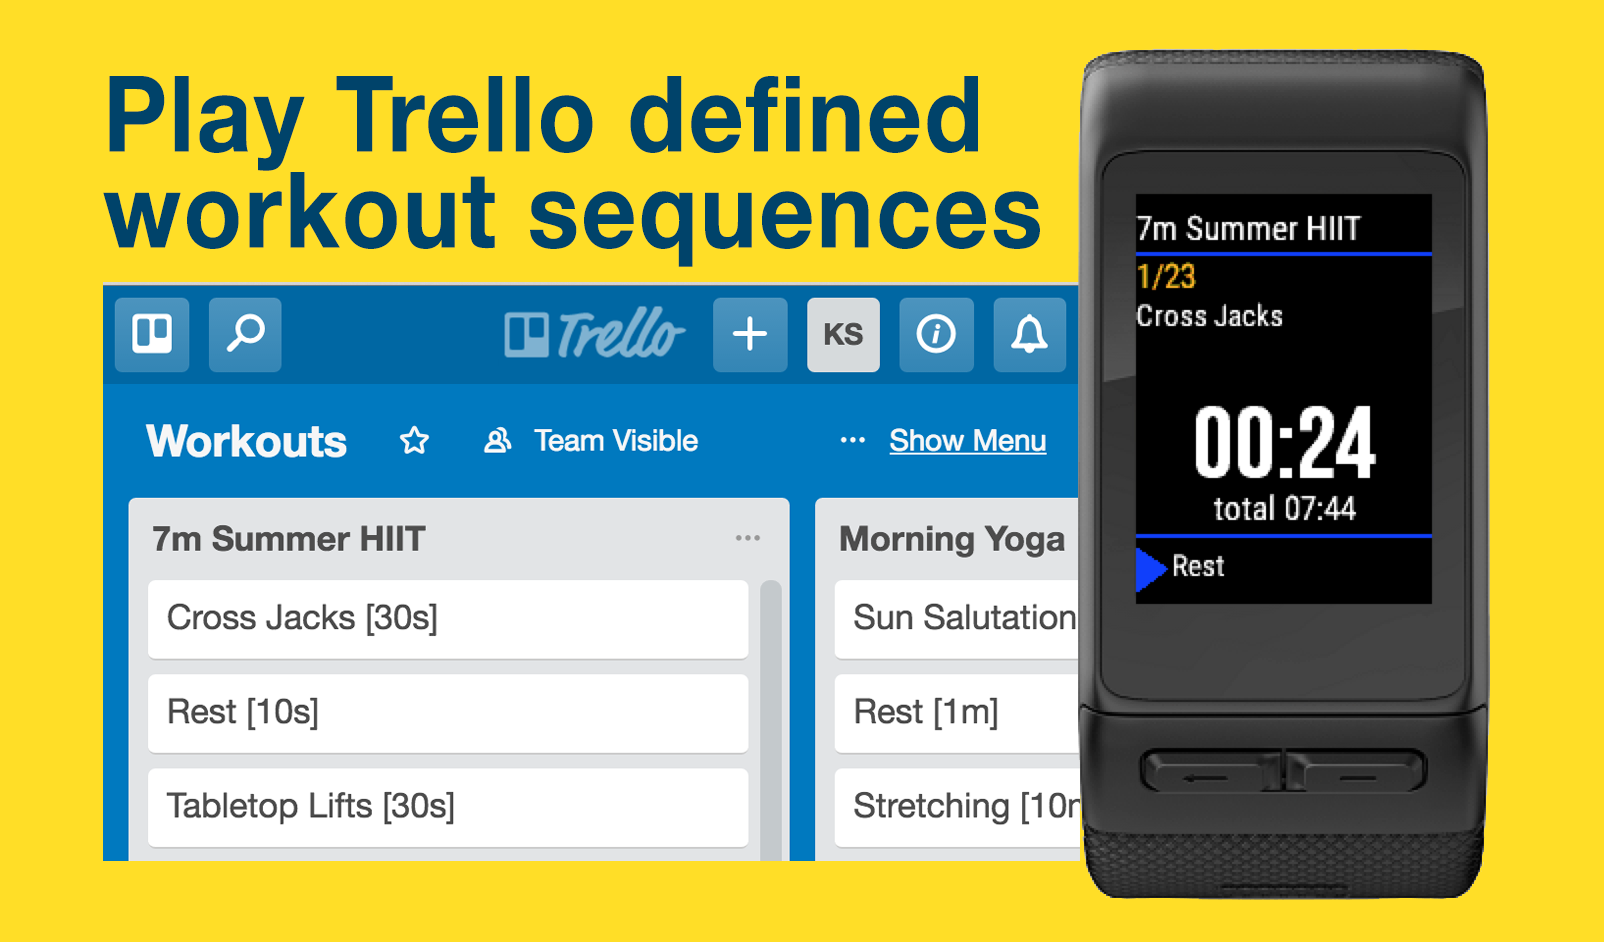 Play Trello defined
workout sequences
Trello
KS
Workouts
Team Visible
... Show Menu
7m Summer HIIT ...
Cross Jacks [30s]
Rest [10s]
Tabletop Lifts [30s]
Morning Yoga
Sun Salutation
Rest [1m]
Stretching [10m
7m Summer HIIT
1/23
Cross Jacks
00:24
total 07:44
Rest